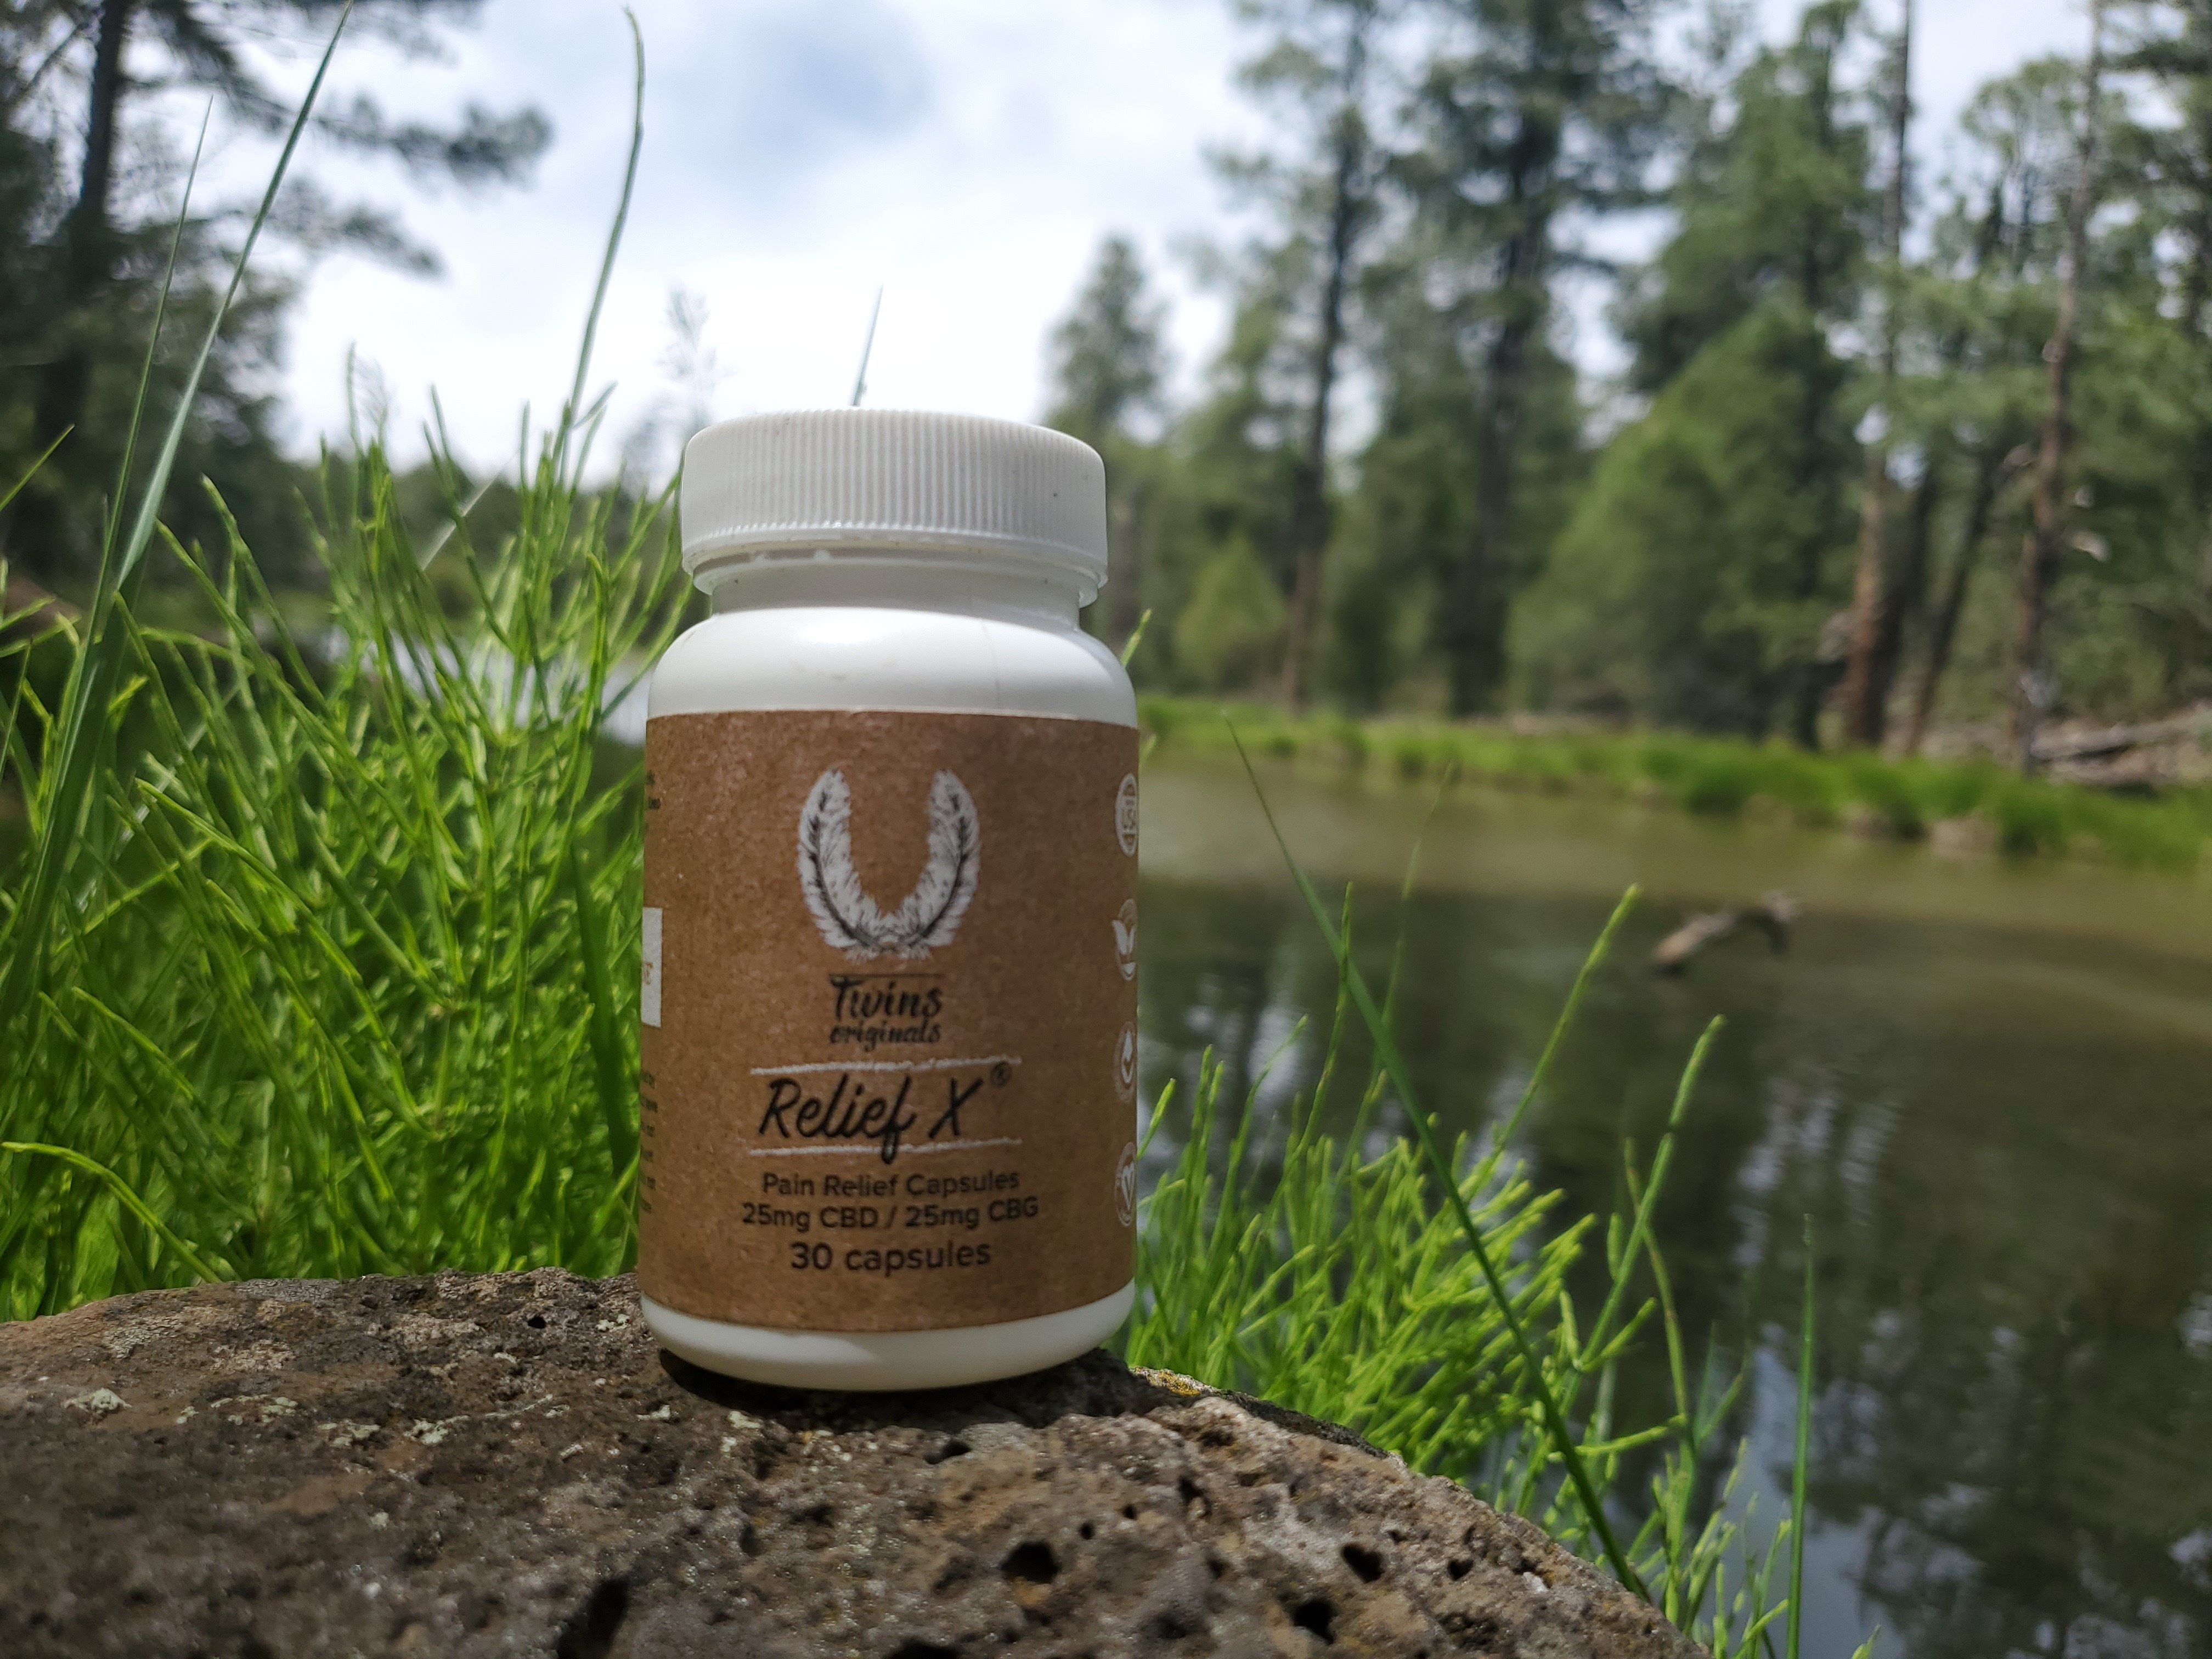 Twins
originals
Relief X®
Pain Relief Capsules
25mg CBD / 25mg CBG
30 capsules